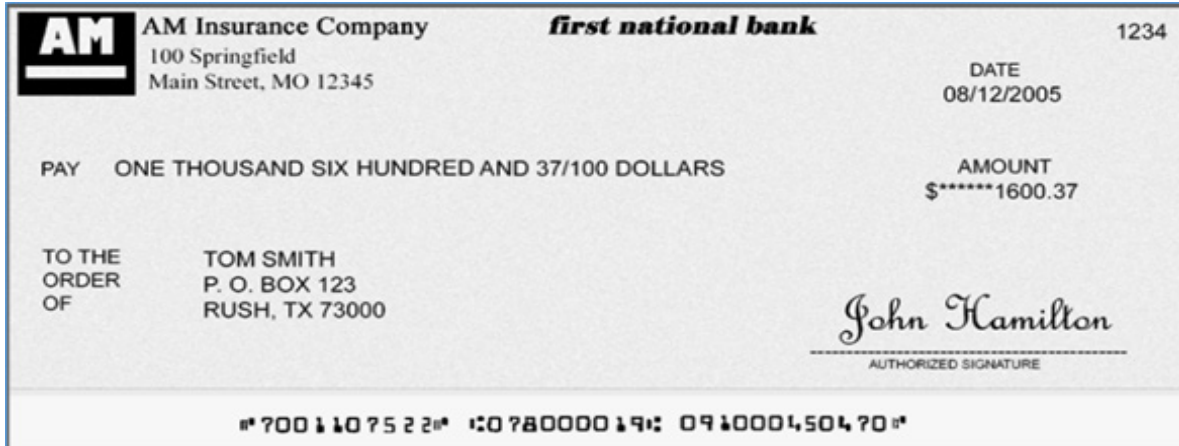 AM
AM Insurance Company
100 Springfield
Main Street, MO 12345
first national bank
1234
DATE
08/12/2005
PAY ONE THOUSAND SIX HUNDRED AND 37/100 DOLLARS
AMOUNT
$******1600.37
TO THE
ORDER
OF
TOM SMITH
P. O. BOX 123
RUSH, TX 73000
John Hamilton
AUTHORIZED SIGNATURE
⑈7001107522⑈ ⑆078000019⑆ 091000450470⑈